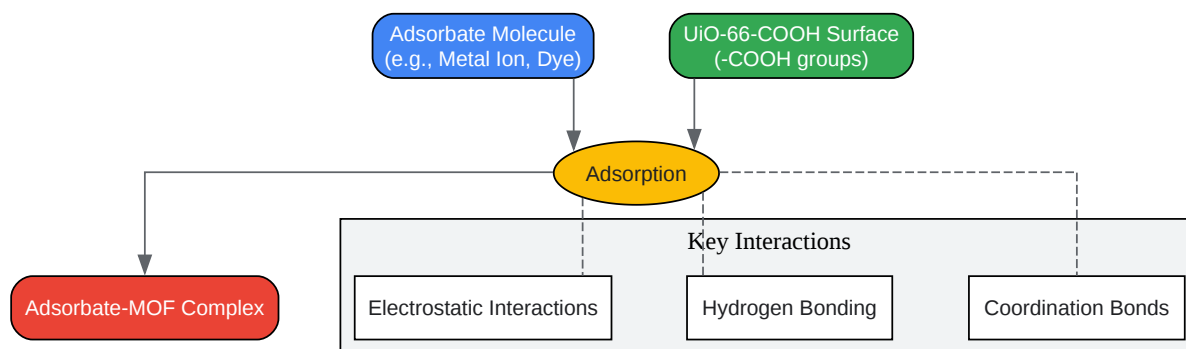 Adsorbate Molecule
(e.g., Metal Ion, Dye)
UiO-66-COOH Surface
(-COOH groups)
Adsorption
Key Interactions
Adsorbate-MOF Complex
Electrostatic Interactions
Hydrogen Bonding
Coordination Bonds